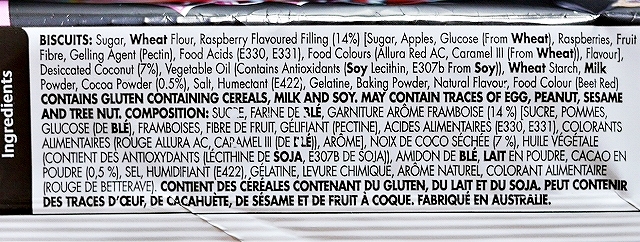 Ingredients
BISCUITS: Sugar, Wheat Flour, Raspberry Flavoured Filling (14%) [Sugar, Apples, Glucose (From Wheat), Raspberries, Fruit
Fibre, Gelling Agent (Pectin), Food Acids (E330, E331), Food Colours (Allura Red AC, Caramel III (From Wheat)), Flavour],
Desiccated Coconut (7%), Vegetable Oil (Contains Antioxidants (Soy Lecithin, E307b From Soy)), Wheat Starch, Milk
Powder, Cocoa Powder (0.5%), Salt, Humectant (E422), Gelatine, Baking Powder, Natural Flavour, Food Colour (Beet Red)
CONTAINS GLUTEN CONTAINING CEREALS, MILK AND SOY. MAY CONTAIN TRACES OF EGG, PEANUT, SESAME
AND TREE NUT. COMPOSITION: SUCRE, FARINE DE BLÉ, GARNITURE ARÔME FRAMBOISE (14 %) [SUCRE, POMMES,
GLUCOSE (DE BLÉ), FRAMBOISES, FIBRE DE FRUIT, GÉLIFIANT (PECTINE), ACIDES ALIMENTAIRES (E330, E331), COLORANTS
ALIMENTAIRES (ROUGE ALLURA AC, CARAMEL III (DE BLÉ)), ARÔME), NOIX DE COCO SÉCHÉE (7 %), HUILE VÉGÉTALE
(CONTIENT DES ANTIOXYDANTS (LÉCITHINE DE SOJA, E307B DE SOJA)), AMIDON DE BLÉ, LAIT EN POUDRE, CACAO EN
POUDRE (0,5 %), SEL, HUMIDIFIANT (E422), GÉLATINE, LEVURE CHIMIQUE, ARÔME NATUREL, COLORANT ALIMENTAIRE
(ROUGE DE BETTERAVE). CONTIENT DES CÉRÉALES CONTENANT DU GLUTEN, DU LAIT ET DU SOJA. PEUT CONTENIR
DES TRACES D'ŒUF, DE CACAHUÈTE, DE SÉSAME ET DE FRUIT À COQUE. FABRIQUÉ EN AUSTRALIE.